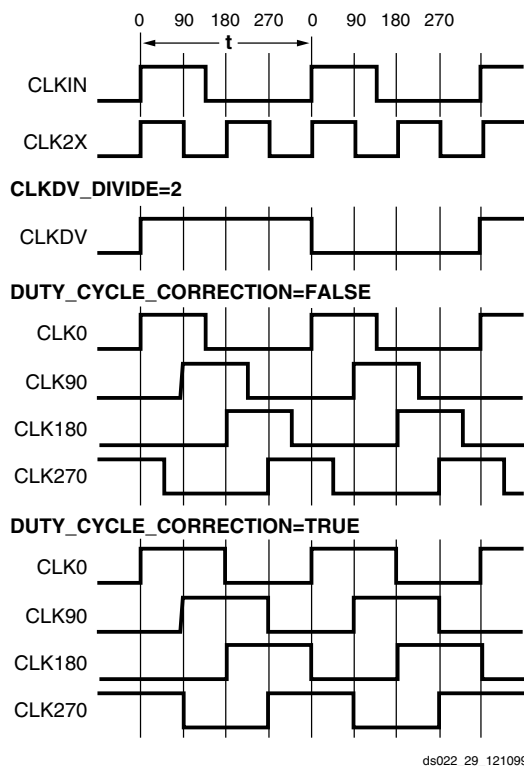 0 90 180 270 0 90 180 270
t
CLKIN
CLK2X
CLKDV_DIVIDE=2
CLKDV
DUTY_CYCLE_CORRECTION=FALSE
CLK0
CLK90
CLK180
CLK270
DUTY_CYCLE_CORRECTION=TRUE
CLK0
CLK90
CLK180
CLK270
ds022_29_121099